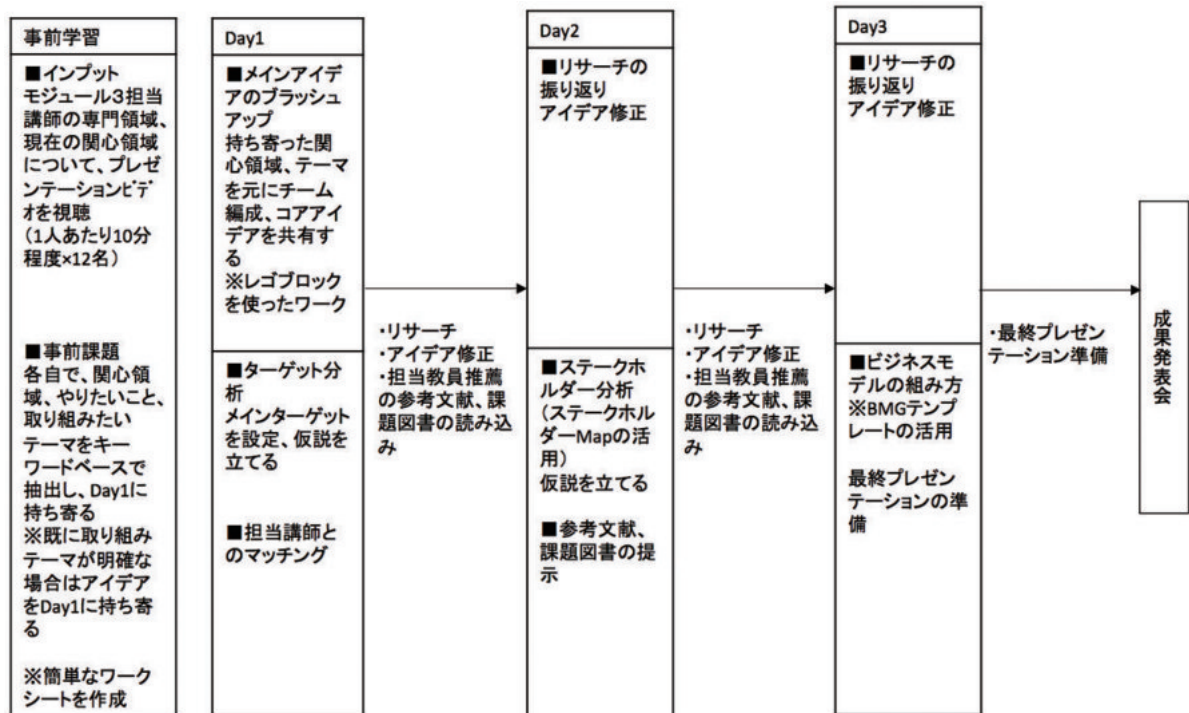 事前学習
■インプット
モジュール3担当
講師の専門領域、
現在の関心領域
について、プレゼ
ンテーションビデ
オを視聴
(1人あたり10分
程度×12名)
■事前課題
各自で、関心領
域、やりたいこと、
取り組みたい
テーマをキー
ワードベースで
抽出し、Day1に
持ち寄る
※既に取り組み
テーマが明確な
場合はアイデア
をDay1に持ち寄
る
※簡単なワーク
シートを作成
Day1
■メインアイデ
アのブラッシュ
アップ
持ち寄った関
心領域、テーマ
を元にチーム
編成、コアアイ
デアを共有す
る
※レゴブロック
を使ったワーク
■ターゲット分
析
メインターゲット
を設定、仮説を
立てる
■担当講師と
のマッチング
・リサーチ
・アイデア修正
・担当教員推薦
の参考文献、課
題図書の読み込
み
Day2
■リサーチの
振り返り
アイデア修正
■ステークホ
ルダー分析
(ステークホル
ダーMapの活
用)
仮説を立てる
■参考文献、
課題図書の提
示
・リサーチ
・アイデア修正
・担当教員推薦
の参考文献、課
題図書の読み込
み
Day3
■リサーチの
振り返り
アイデア修正
■ビジネスモ
デルの組み方
※BMGテンプ
レートの活用
最終プレゼン
テーションの準
備
・最終プレゼン
テーション準備
成果発表会